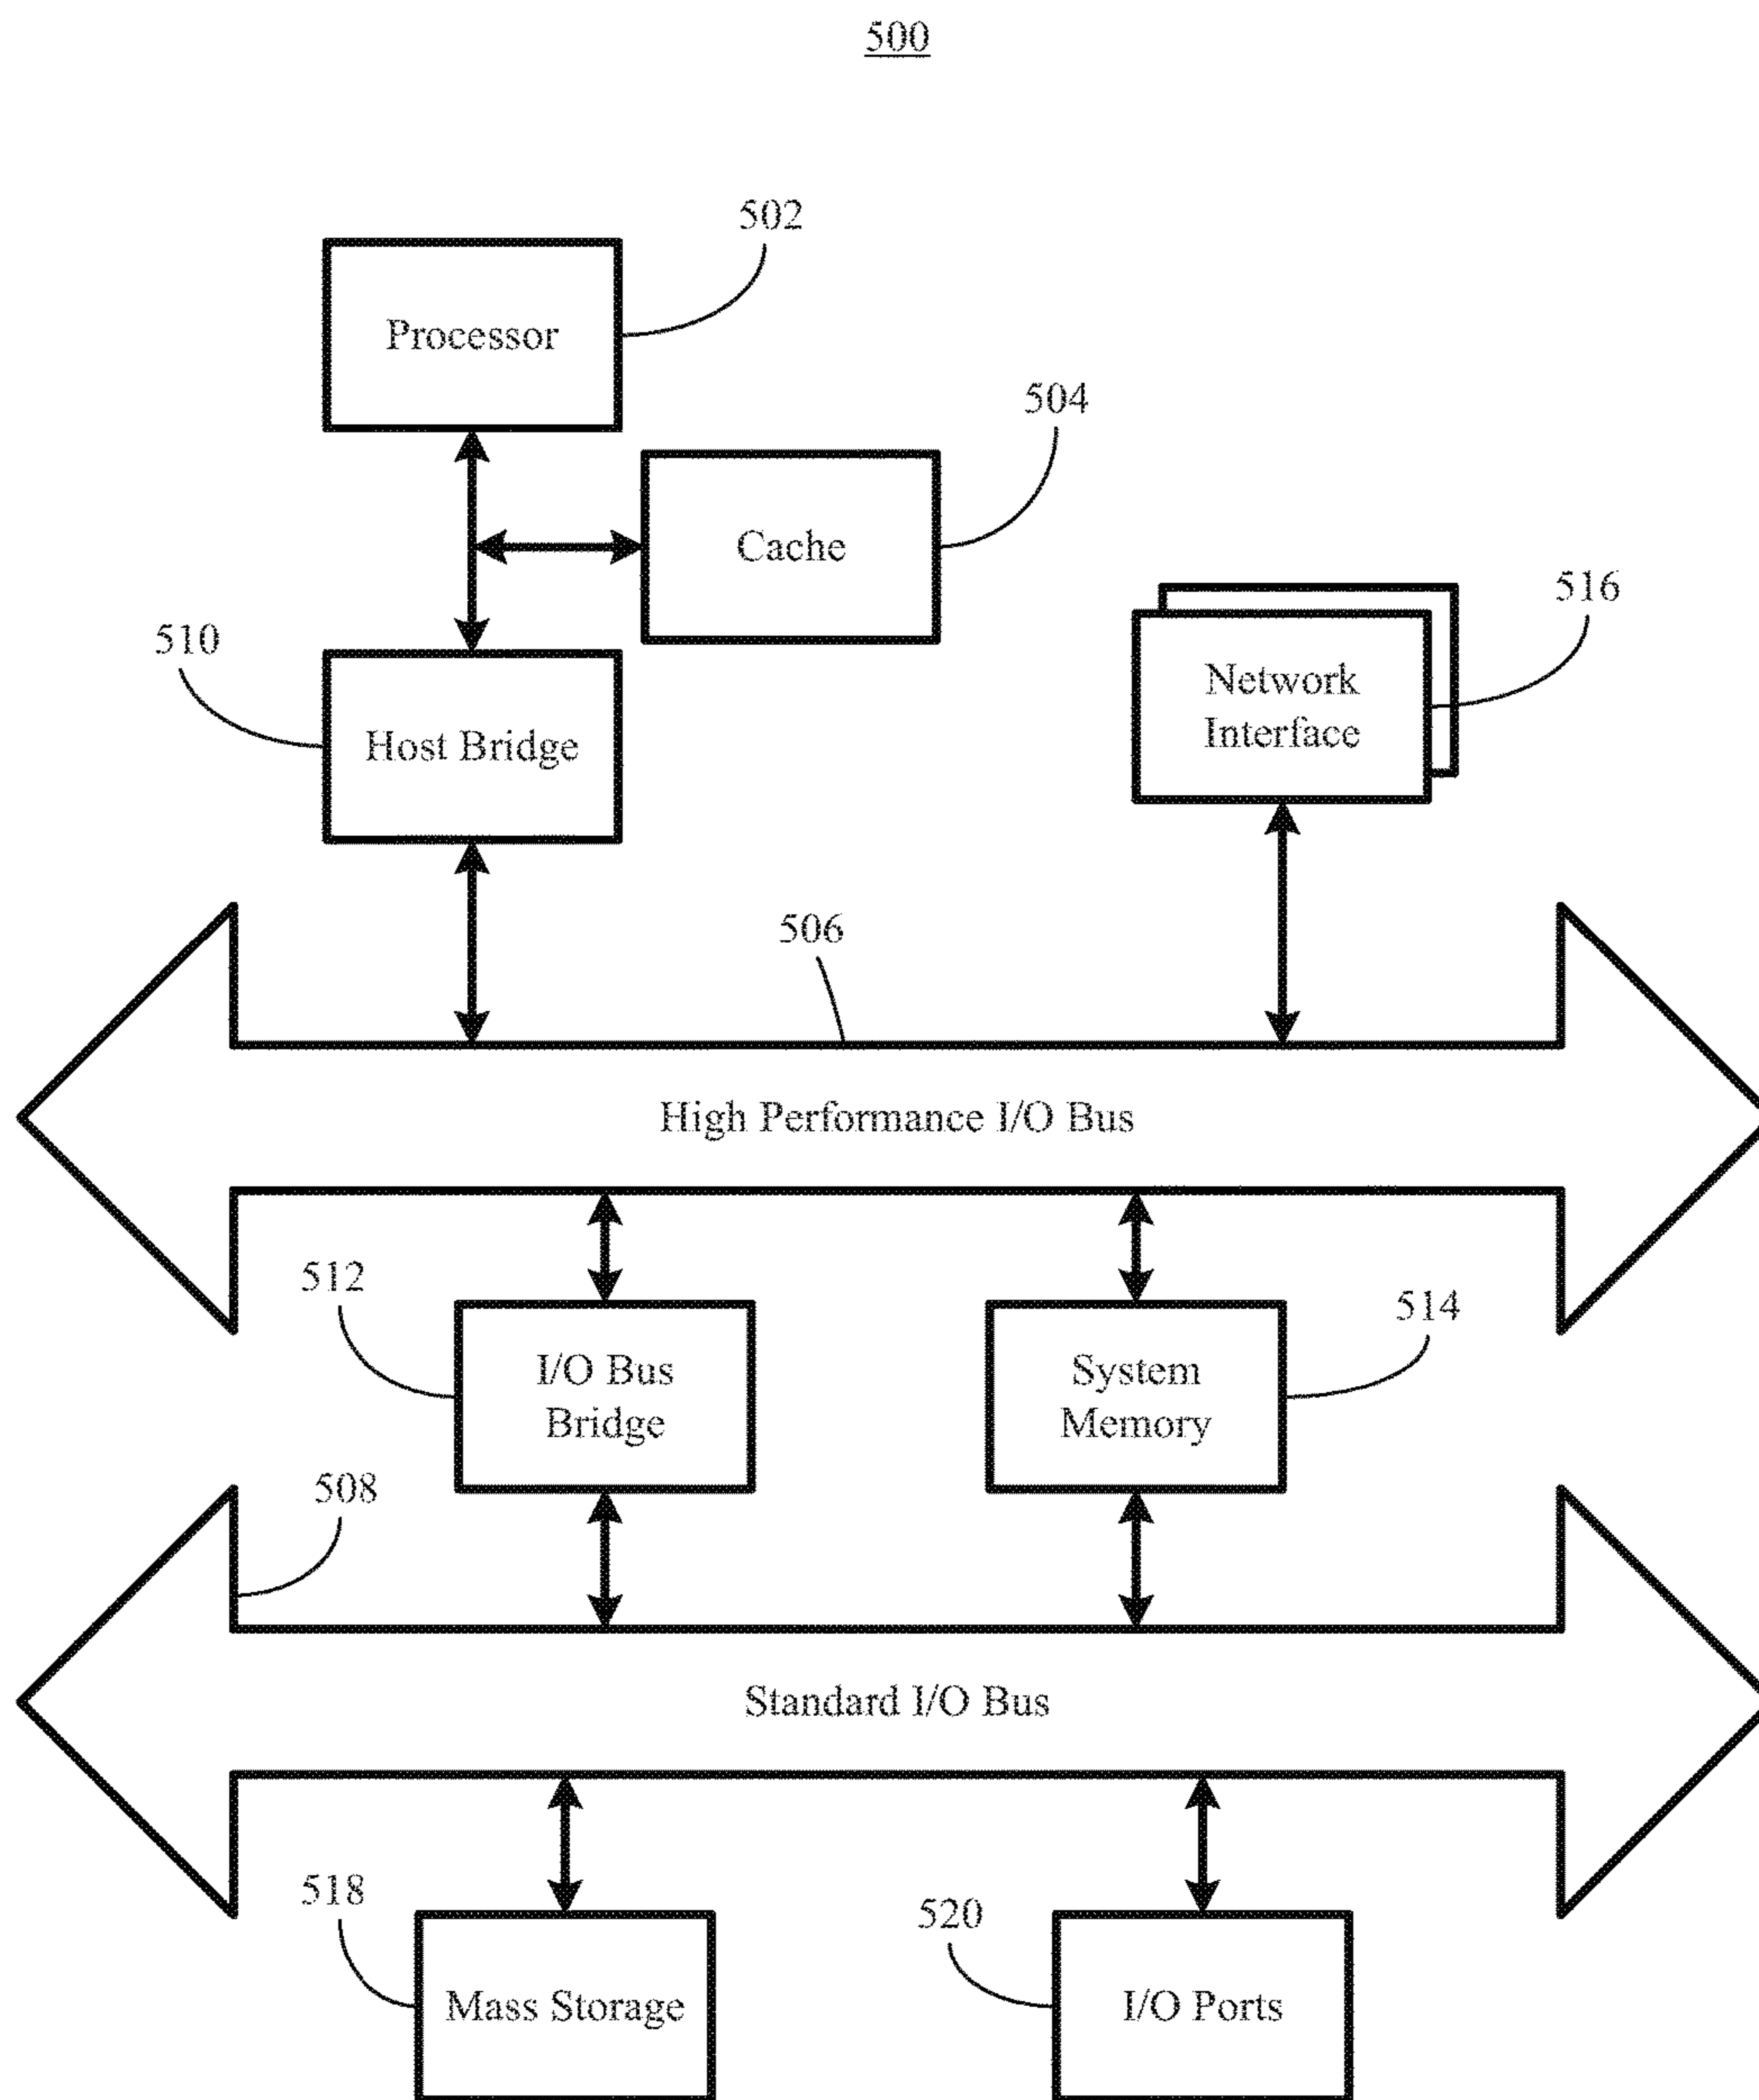 500
502
Processor
504
Cache
516
510
Network
Interface
Host Bridge
506
High Performance I/O Bus
512
514
I/O Bus
Bridge
System
Memory
508
Standard I/O Bus
518
520
Mass Storage
I/O Ports